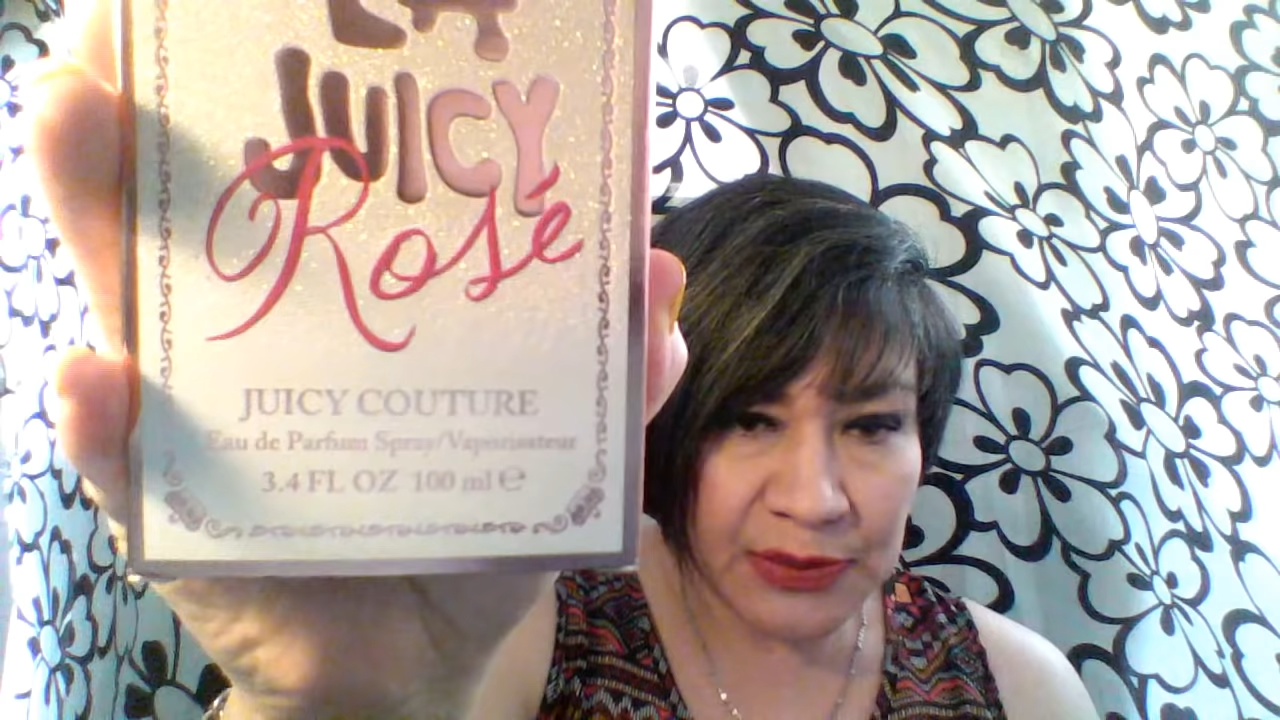 JUICY
Rosé
JUICY COUTURE
Eau de Parfum Spray/Vaporisateur
3.4 FL OZ 100 ml ℮